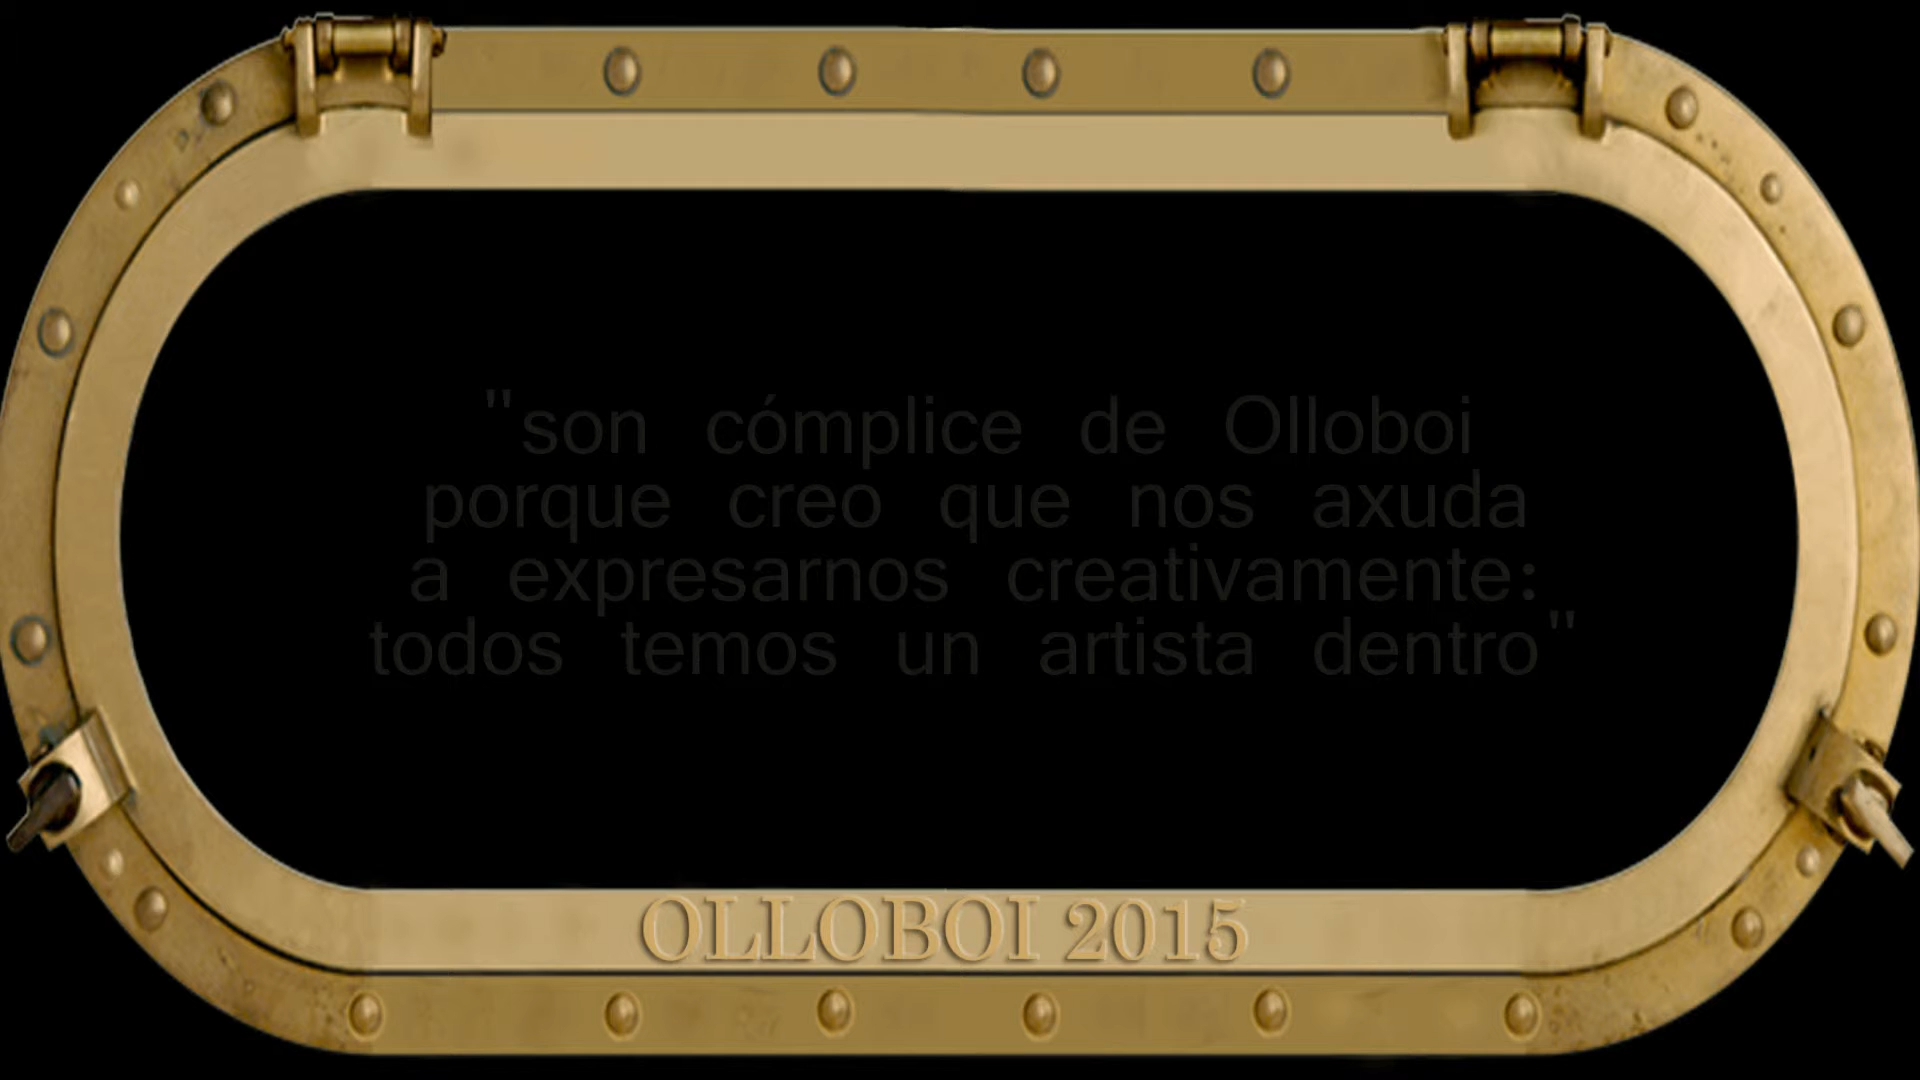 "son cómplice de Olloboi
porque creo que nos axuda
a expresarnos creativamente:
todos temos un artista dentro"
OLLOBOI 2015